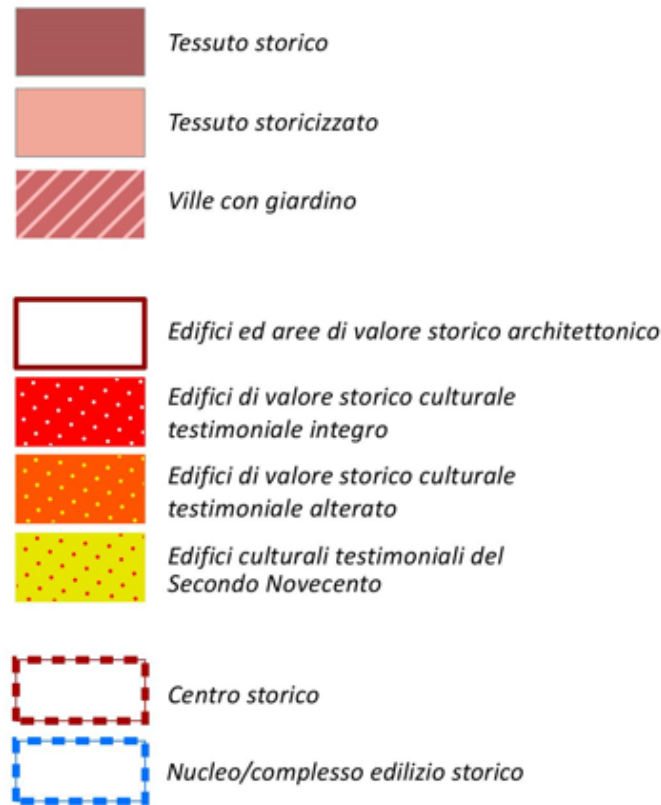 Tessuto storico
Tessuto storicizzato
Ville con giardino
Edifici ed aree di valore storico architettonico
Edifici di valore storico culturale
testimoniale integro
Edifici di valore storico culturale
testimoniale alterato
Edifici culturali testimoniali del
Secondo Novecento
Centro storico
Nucleo/complesso edilizio storico